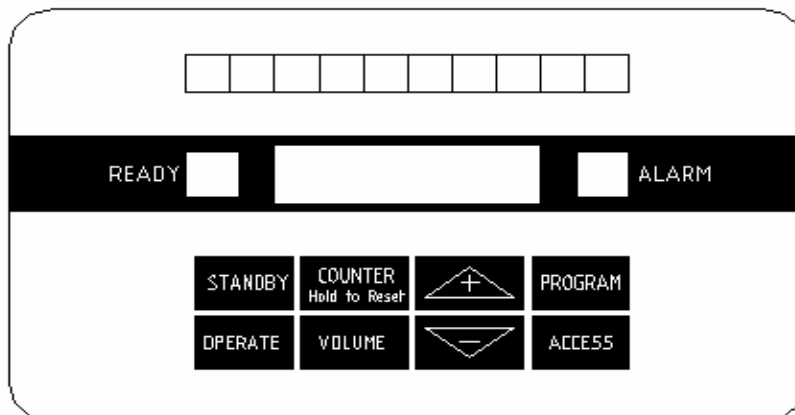 READY
ALARM
STANDBY
COUNTER
Hold to Reset
+
PROGRAM
OPERATE
VOLUME
-
ACCESS